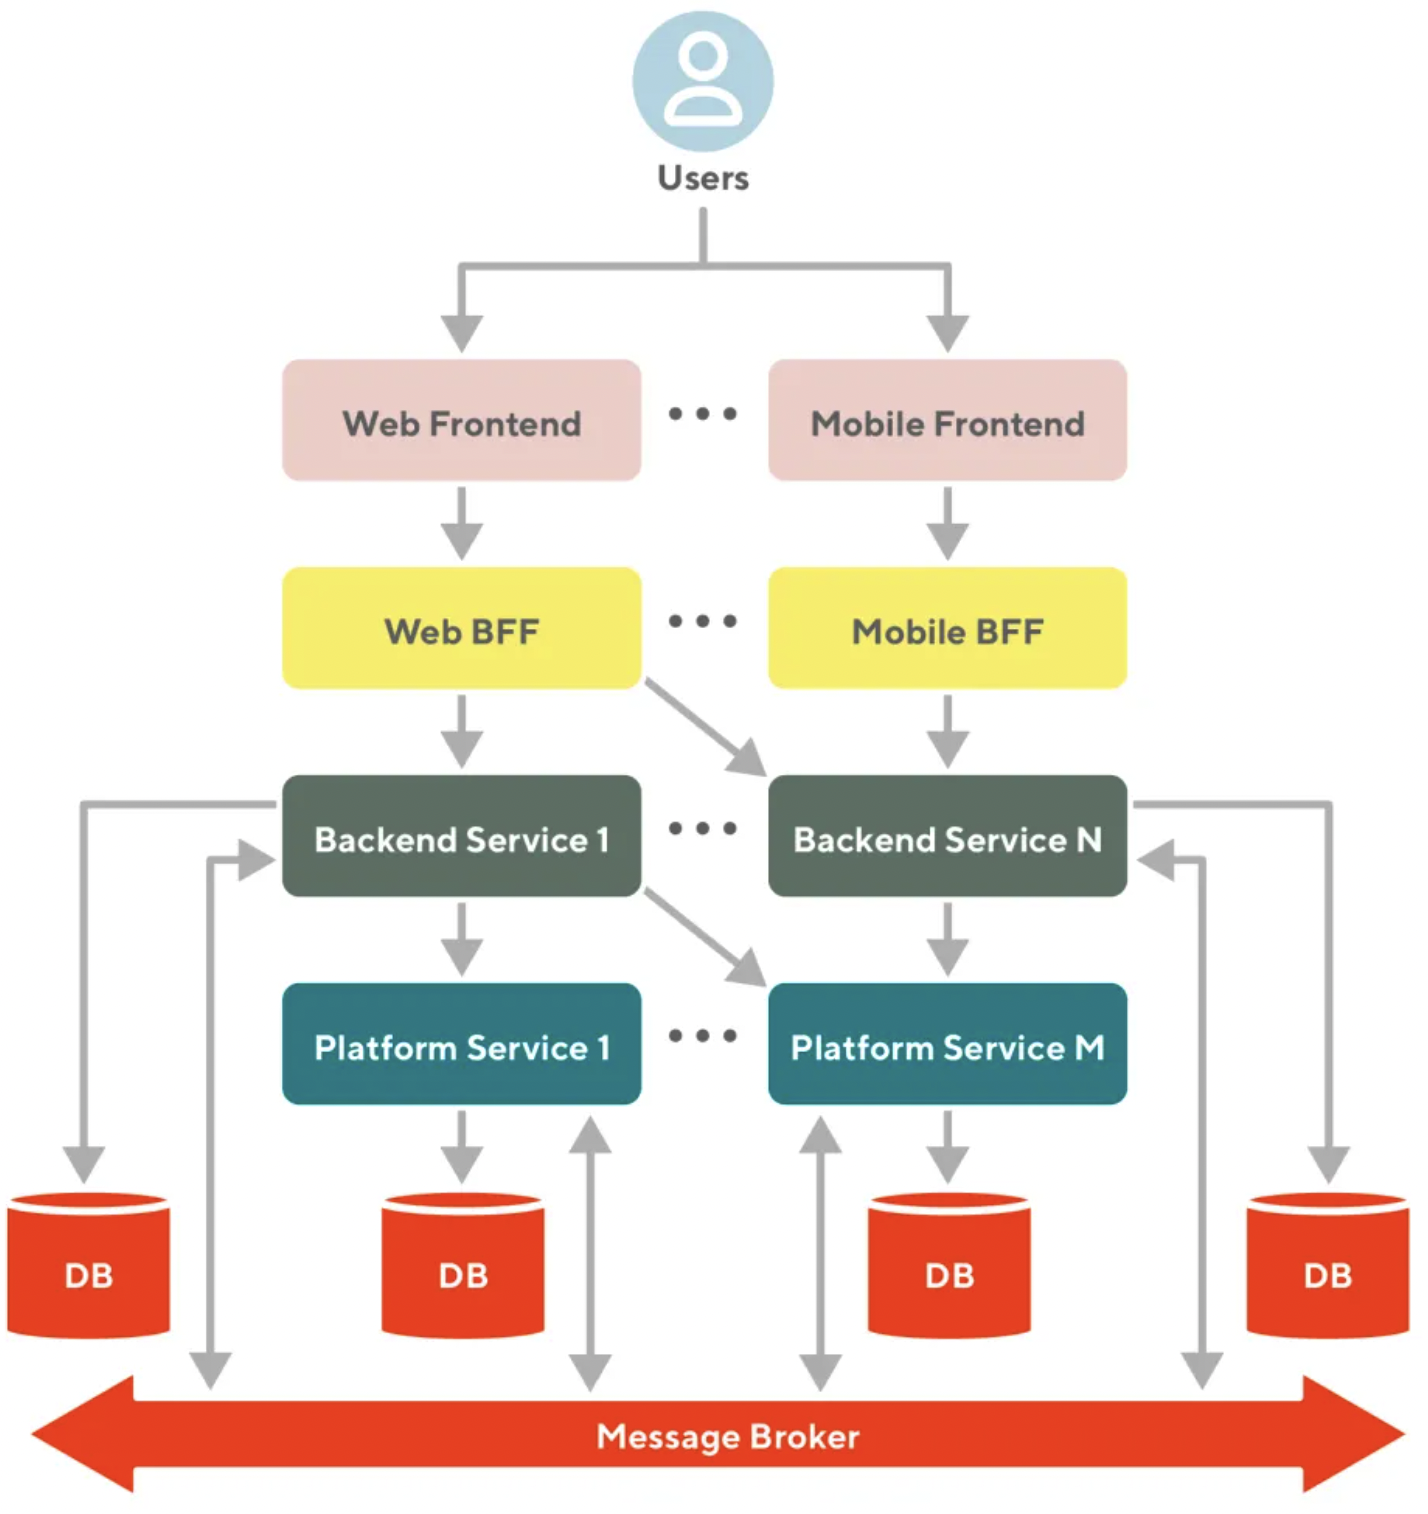 Users
Web Frontend
Mobile Frontend
Web BFF
Mobile BFF
Backend Service 1
Backend Service N
Platform Service 1
Platform Service M
DB
DB
DB
DB
Message Broker